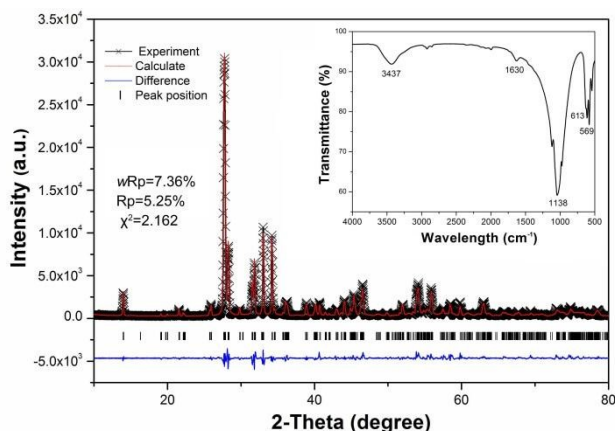 Experiment
Calculate
Difference
Peak position
wRp=7.36%
Rp=5.25%
χ²=2.162
Intensity (a.u.)
3.5x10⁴
3.0x10⁴
2.5x10⁴
2.0x10⁴
1.5x10⁴
1.0x10⁴
5.0x10³
0.0
-5.0x10³
20
40
60
80
2-Theta (degree)
Transmittance (%)
100
90
80
70
60
3437
1630
613
569
1138
4000
3500
3000
2500
2000
1500
1000
500
Wavelength (cm⁻¹)